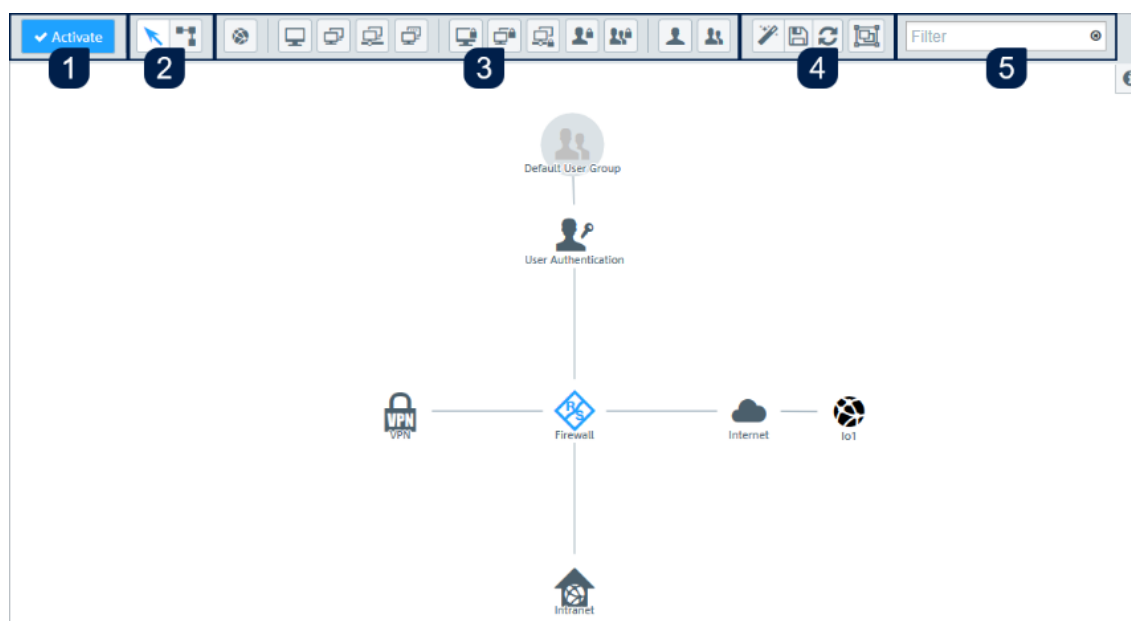 Activate
Filter
1
2
3
4
5
Default User Group
User Authentication
VPN
VPN
R/S
Firewall
Internet
Io1
Intranet